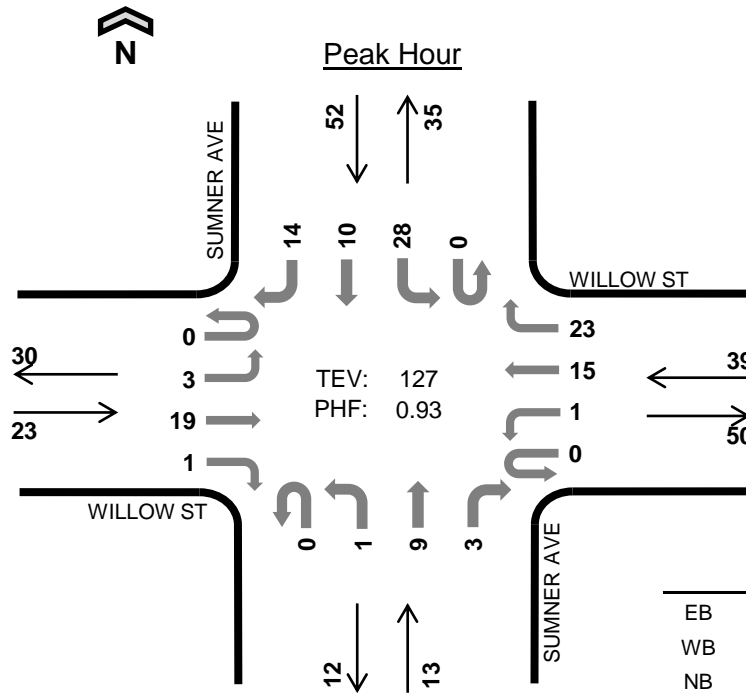 N
Peak Hour
52
35
SUMNER AVE
14
10
28
0
WILLOW ST
0
23
30
3
TEV: 127
15
39
19
PHF: 0.93
1
23
50
1
0
WILLOW ST
0
1
9
3
SUMNER AVE
12
13
EB
WB
NB